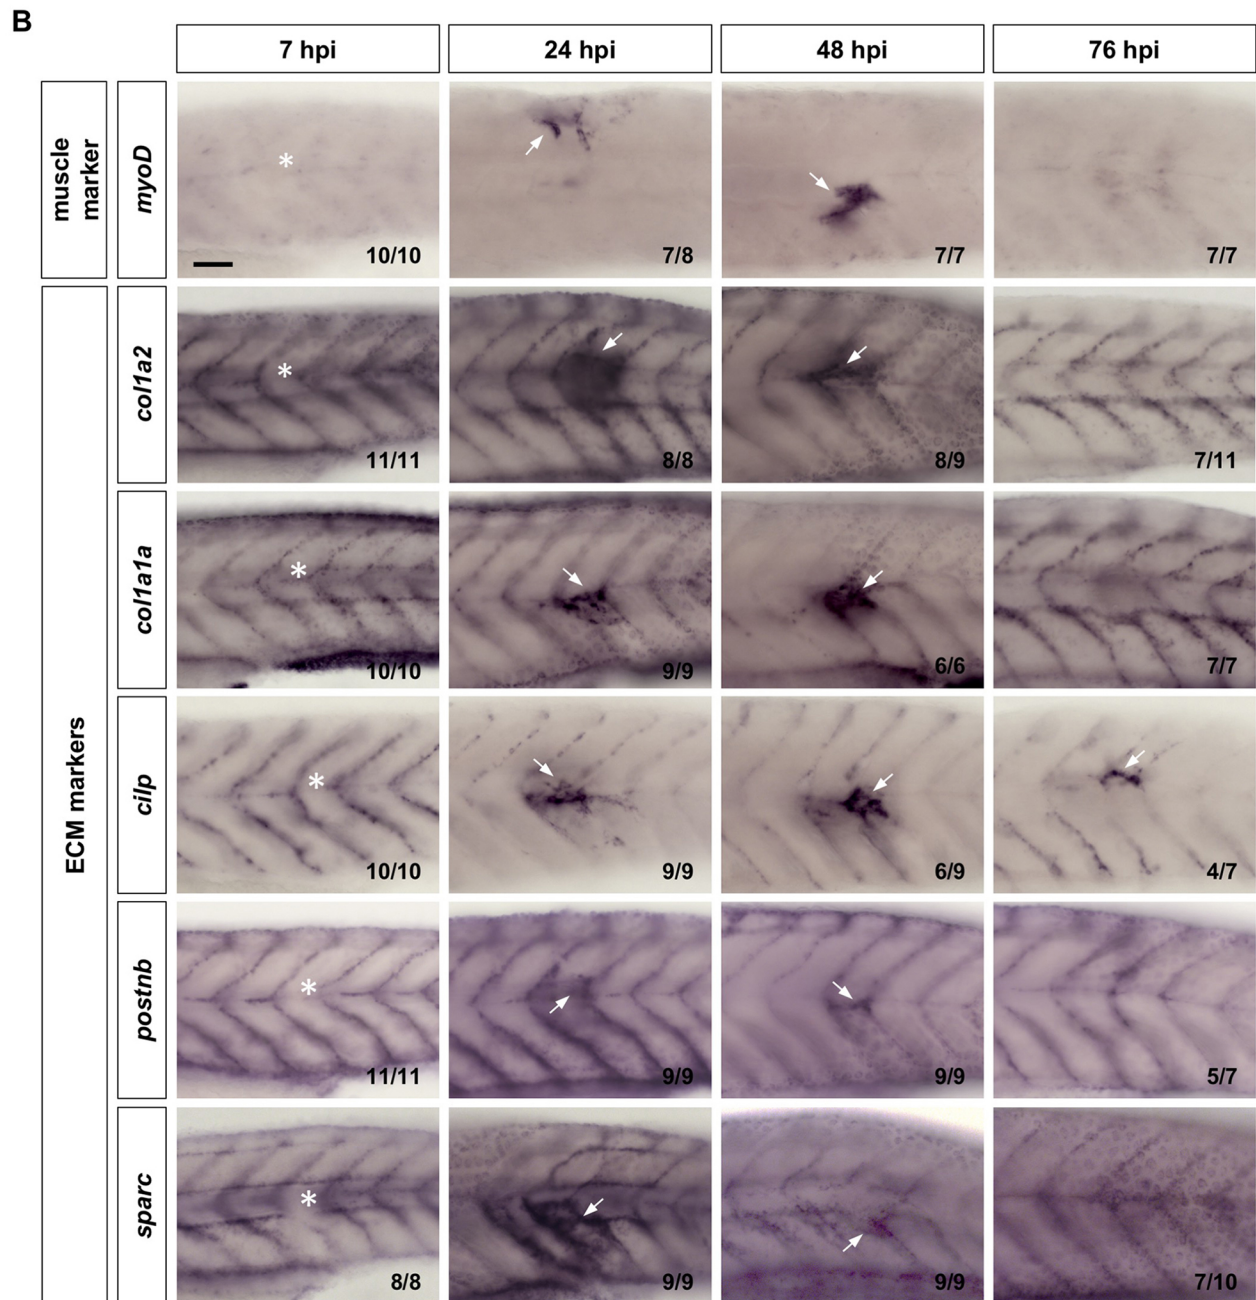 B
7 hpi
24 hpi
48 hpi
76 hpi
muscle
marker
myoD
*
10/10
7/8
7/7
7/7
ECM markers
col1a2
*
11/11
8/8
8/9
7/11
col1a1a
*
10/10
9/9
6/6
7/7
cilp
*
10/10
9/9
6/9
4/7
postnb
*
11/11
9/9
9/9
5/7
sparc
*
8/8
9/9
9/9
7/10